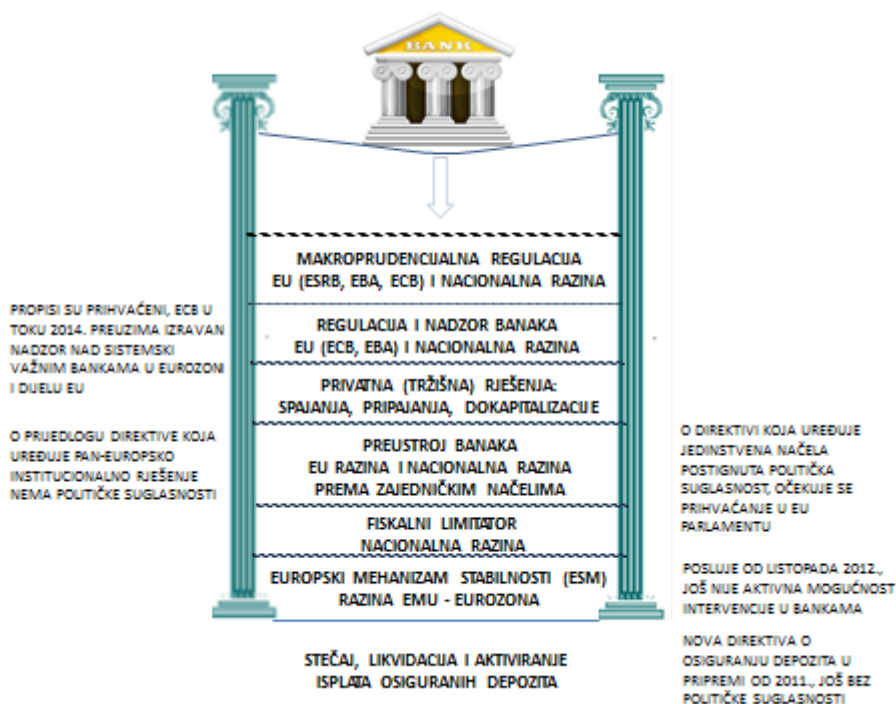 BANK
MAKROPRUDENCIJALNA REGULACIJA
EU (ESRB, EBA, ECB) I NACIONALNA RAZINA
PROPISI SU PRIHVAĆENI, ECB U
TOKU 2014. PREUZIMA IZRAVAN
NADZOR NAD SISTEMSKI
VAŽNIM BANKAMA U EUROZONI
I DIJELU EU
REGULACIJA I NADZOR BANAKA
EU (ECB, EBA) I NACIONALNA RAZINA
PRIVATNA (TRŽIŠNA) RJEŠENJA:
SPAJANJA, PRIPAJANJA, DOKAPITALIZACIJE
O PRIJEDLOGU DIREKTIVE KOJA
UREĐUJE PAN-EUROPSKO
INSTITUCIONALNO RJEŠENJE
NEMA POLITIČKE SUGLASNOSTI
PREUSTROJ BANAKA
EU RAZINA I NACIONALNA RAZINA
PREMA ZAJEDNIČKIM NAČELIMA
O DIREKTIVI KOJA UREĐUJE
JEDINSTVENA NAČELA
POSTIGNUTA POLITIČKA
SUGLASNOST, OČEKUJE SE
PRIHVAĆANJE U EU
PARLAMENTU
FISKALNI LIMITATOR
NACIONALNA RAZINA
EUROPSKI MEHANIZAM STABILNOSTI (ESM)
RAZINA EMU - EUROZONA
POSLUJE OD LISTOPADA 2012.,
JOŠ NIJE AKTIVNA MOGUĆNOST
INTERVENCIJE U BANKAMA
STEČAJ, LIKVIDACIJA I AKTIVIRANJE
ISPLATA OSIGURANIH DEPOZITA
NOVA DIREKTIVA O
OSIGURANJU DEPOZITA U
PRIPREMI OD 2011., JOŠ BEZ
POLITIČKE SUGLASNOSTI